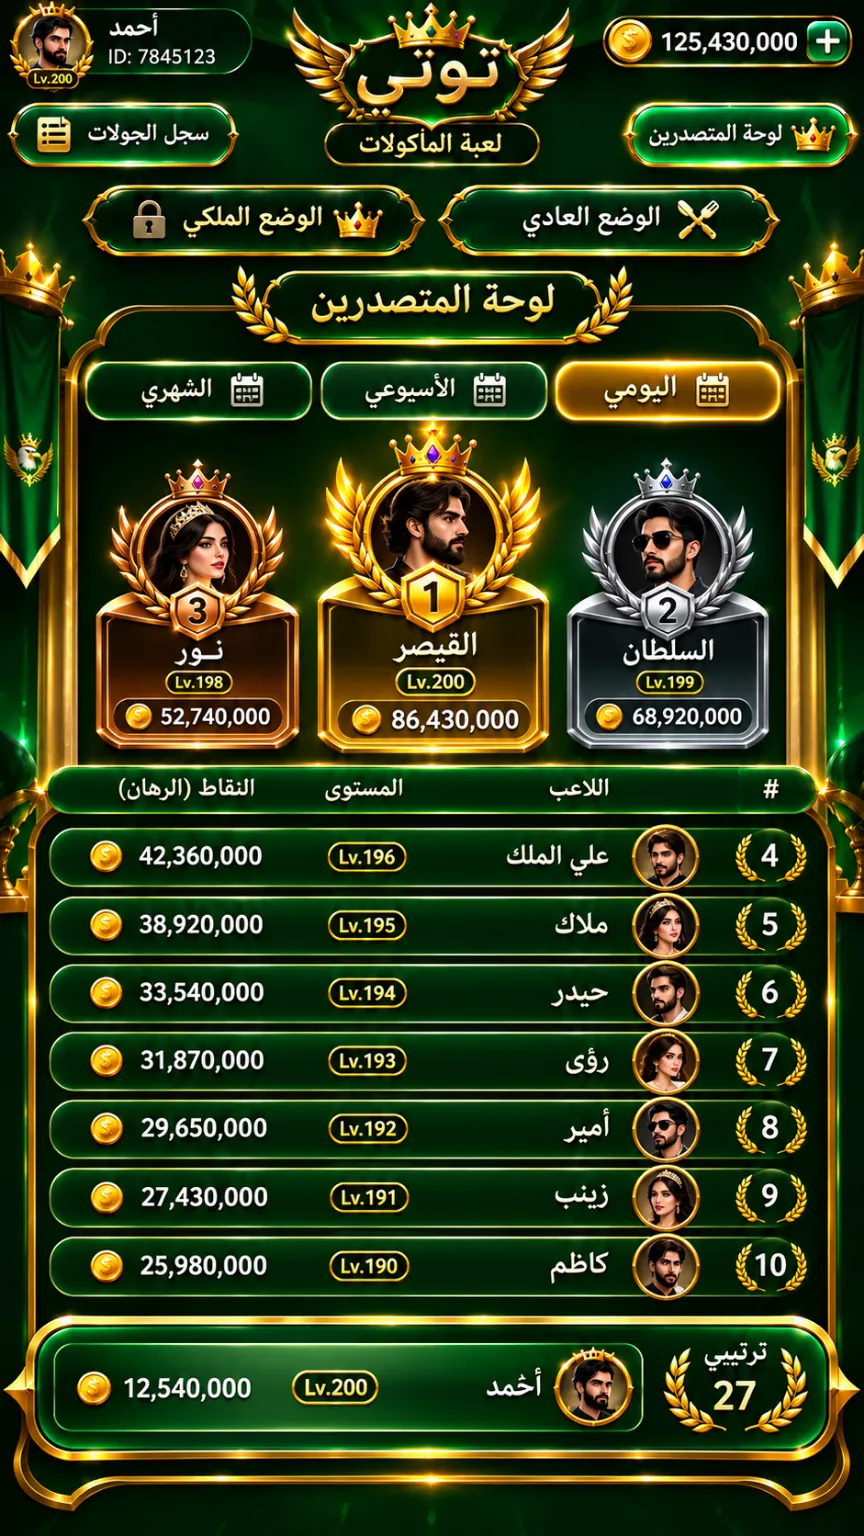 أحمد
ID: 7845123
Lv.200
توتي
لعبة المأكولات
125,430,000
سجل الجولات
لوحة المتصدرين
الوضع العادي
الوضع الملكي
لوحة المتصدرين
اليومي
الأسبوعي
الشهري
1
القيصر
Lv.200
86,430,000
2
السلطان
Lv.199
68,920,000
3
نور
Lv.198
52,740,000
# اللاعب المستوى النقاط (الرهان)
4 علي الملك Lv.196 42,360,000
5 ملاك Lv.195 38,920,000
6 حيدر Lv.194 33,540,000
7 رؤى Lv.193 31,870,000
8 أمير Lv.192 29,650,000
9 زينب Lv.191 27,430,000
10 كاظم Lv.190 25,980,000
ترتيبي
27
أحمد Lv.200 12,540,000